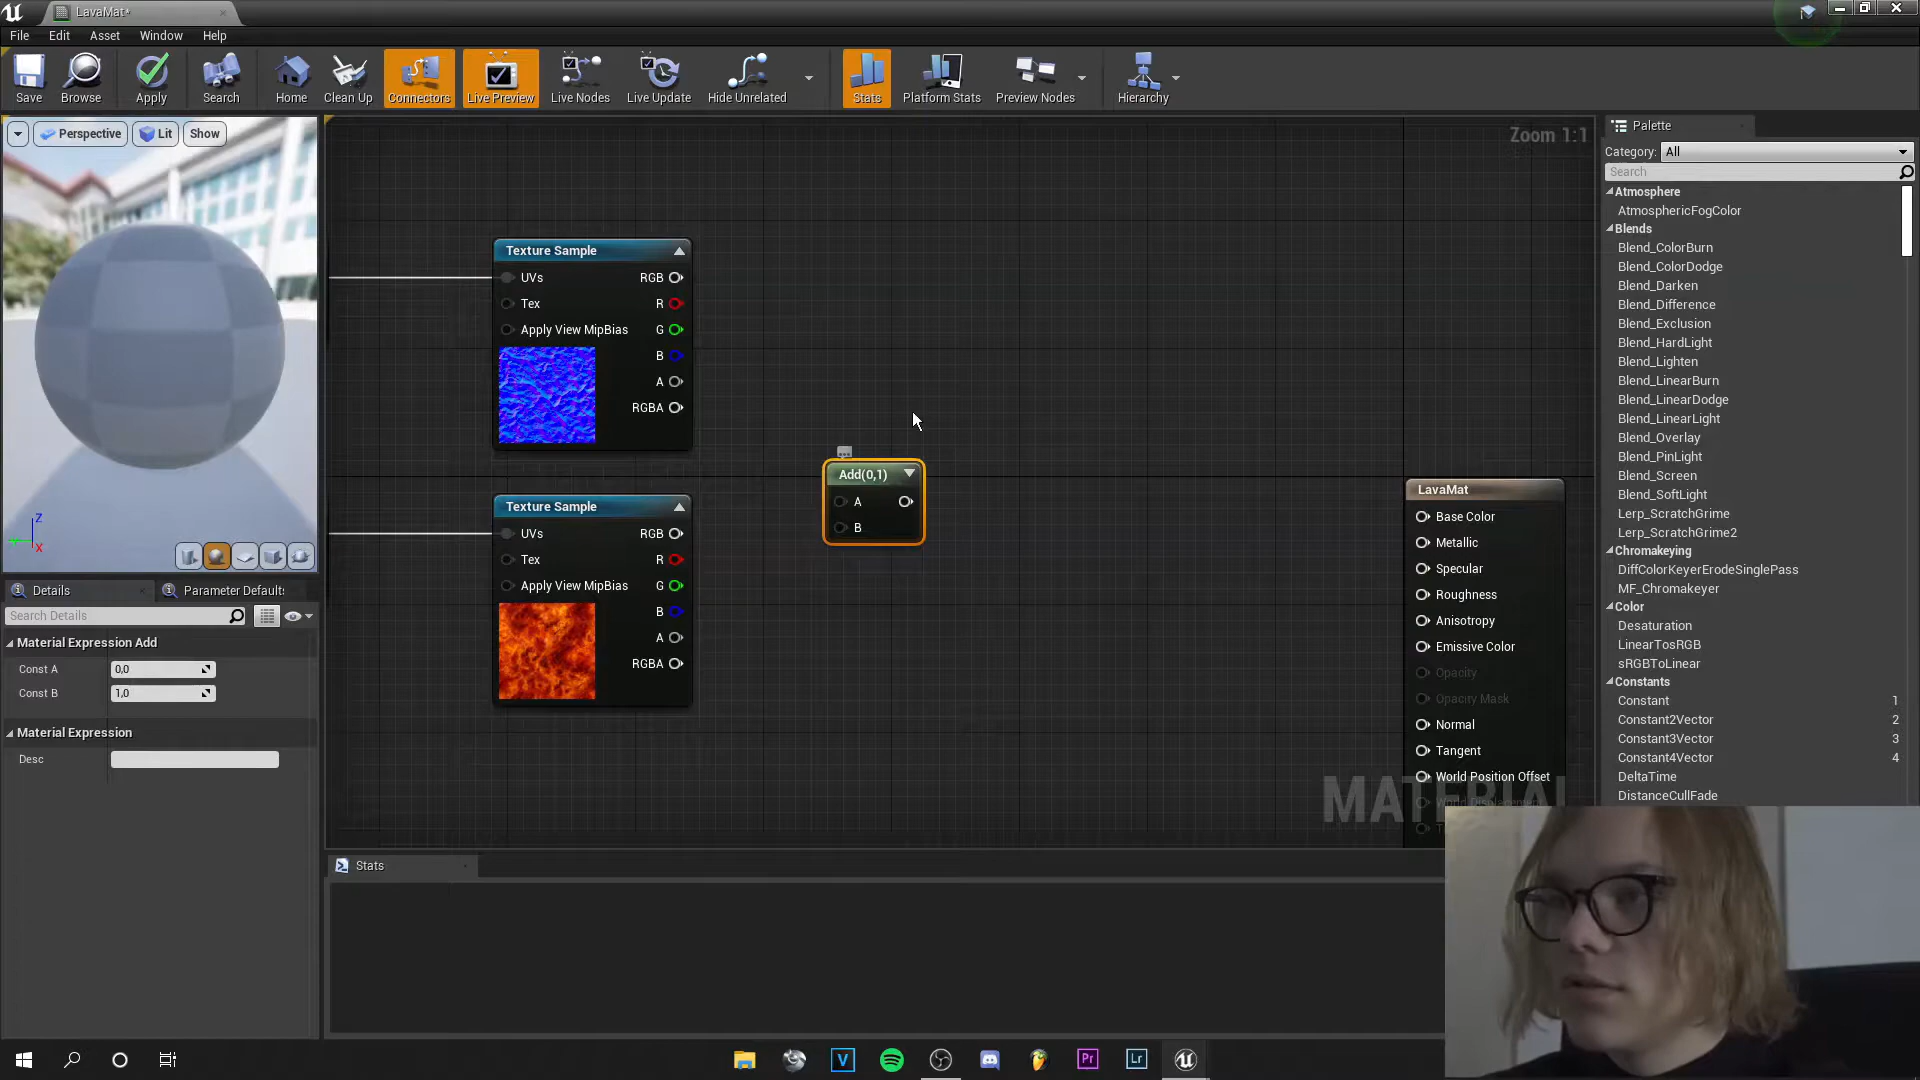 LavaMat*
File Edit Asset Window Help
Save Browse Apply Search Home Clean Up Connectors Live Preview Live Nodes Live Update Hide Unrelated Stats Platform Stats Preview Nodes Hierarchy
Perspective Lit Show
Zoom 1:1
Texture Sample
UVs RGB
Tex R
Apply View MipBias G
B
A
RGBA
Add(0,1)
A
B
Texture Sample
UVs RGB
Tex R
Apply View MipBias G
B
A
RGBA
LavaMat
Base Color
Metallic
Specular
Roughness
Anisotropy
Emissive Color
Opacity
Opacity Mask
Normal
Tangent
World Position Offset
World Displacement
MATERIAL
Z
X
Details Parameter Defaults
Search Details
Material Expression Add
Const A 0,0
Const B 1,0
Material Expression
Desc
Stats
Palette
Category: All
Search
Atmosphere
AtmosphericFogColor
Blends
Blend_ColorBurn
Blend_ColorDodge
Blend_Darken
Blend_Difference
Blend_Exclusion
Blend_HardLight
Blend_Lighten
Blend_LinearBurn
Blend_LinearDodge
Blend_LinearLight
Blend_Overlay
Blend_PinLight
Blend_Screen
Blend_SoftLight
Lerp_ScratchGrime
Lerp_ScratchGrime2
Chromakeying
DiffColorKeyerErodeSinglePass
MF_Chromakeyer
Color
Desaturation
LinearTosRGB
sRGBToLinear
Constants
Constant 1
Constant2Vector 2
Constant3Vector 3
Constant4Vector 4
DeltaTime
DistanceCullFade
V
Pr
Lr